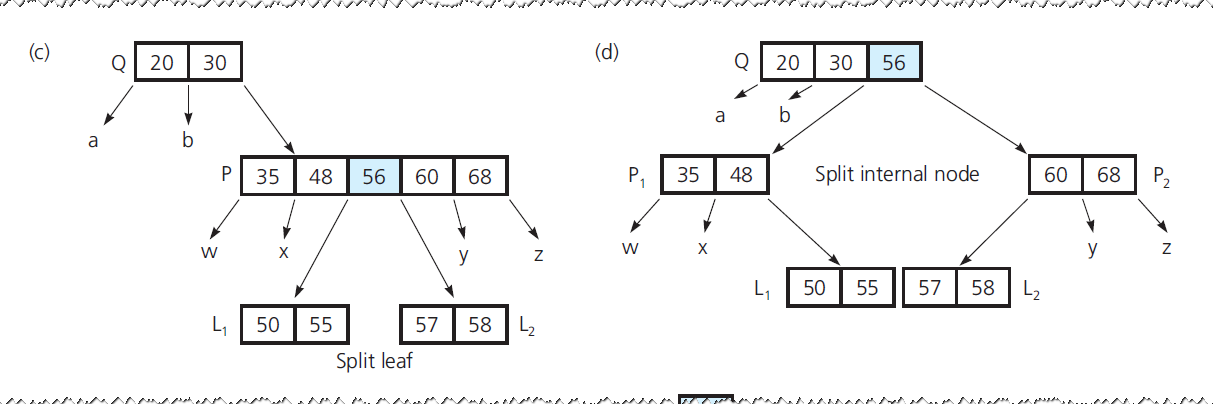 (c)
Q 20 30
a b
P 35 48 56 60 68
w x y z
L₁ 50 55 57 58 L₂
Split leaf
(d)
Q 20 30 56
a b
P₁ 35 48 Split internal node 60 68 P₂
w x y z
L₁ 50 55 57 58 L₂